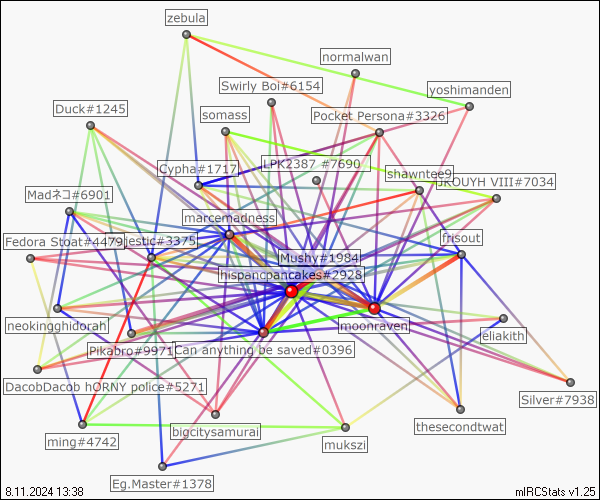 zebula
normalwan
Swirly Boi#6154
yoshimanden
Duck#1245
somass
Pocket Persona#3326
LPK2387 #7690
Cypha#1717
shawntee9
JKOUYH VIII#7034
Madネコ#6901
marcemadness
Fedora Stoat#4479
jestic#3375
frisout
Mushy#1984
hispancpancakes#2928
neokingghidorah
moonraven
eliakith
Pikabro#9971
Can anything be saved#0396
DacobDacob hORNY police#5271
Silver#7938
bigcitysamurai
thesecondtwat
ming#4742
mukszi
Eg.Master#1378
8.11.2024 13:38
mIRCStats v1.25